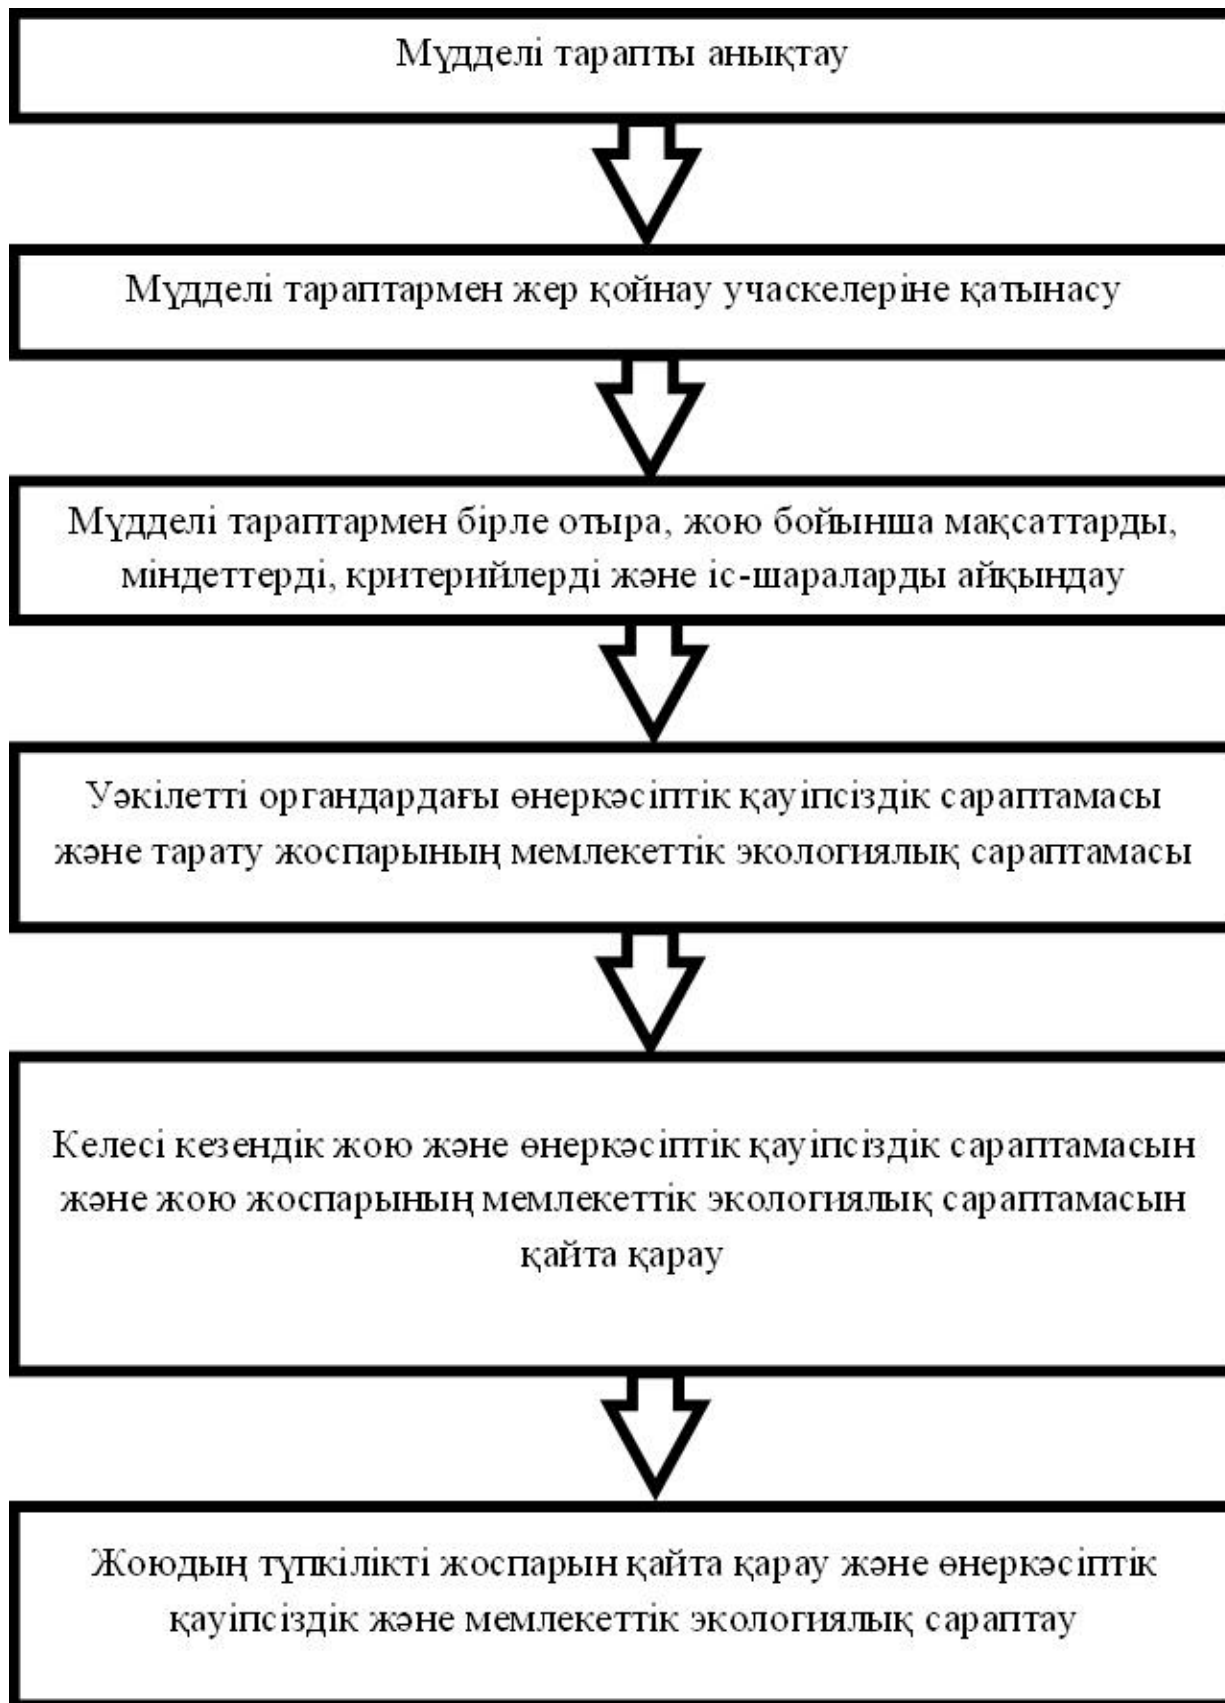 Мүдделі тарапты анықтау
Мүдделі тараптармен жер қойнау учаскелеріне қатынасу
Мүдделі тараптармен бірле отыра, жою бойынша мақсаттарды,
міндеттерді, критерийлерді және іс-шараларды айқындау
Уәкілетті органдардағы өнеркәсіптік қауіпсіздік сараптамасы
және тарату жоспарының мемлекеттік экологиялық сараптамасы
Келесі кезендік жою және өнеркәсіптік қауіпсіздік сараптамасын
және жою жоспарының мемлекеттік экологиялық сараптамасын
қайта қарау
Жоюдың түпкілікті жоспарын қайта қарау және өнеркәсіптік
қауіпсіздік және мемлекеттік экологиялық сараптау